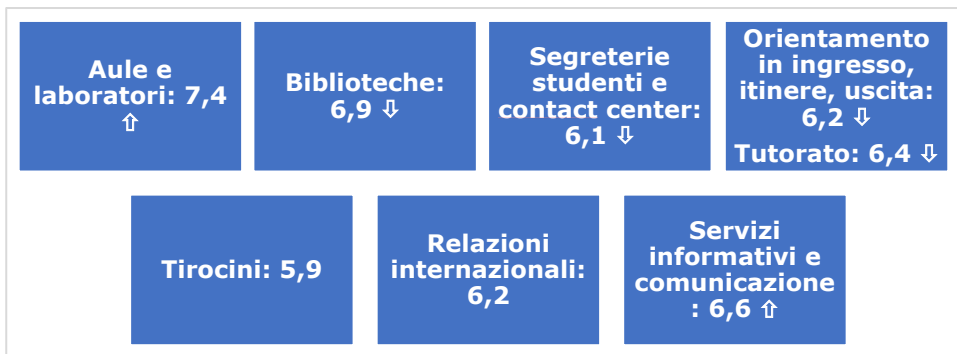 Aule e
laboratori: 7,4
⇧
Biblioteche:
6,9 ⇩
Segreterie
studenti e
contact center:
6,1 ⇩
Orientamento
in ingresso,
itinere, uscita:
6,2 ⇩
Tutorato: 6,4 ⇩
Tirocini: 5,9
Relazioni
internazionali:
6,2
Servizi
informativi e
comunicazione
: 6,6 ⇧